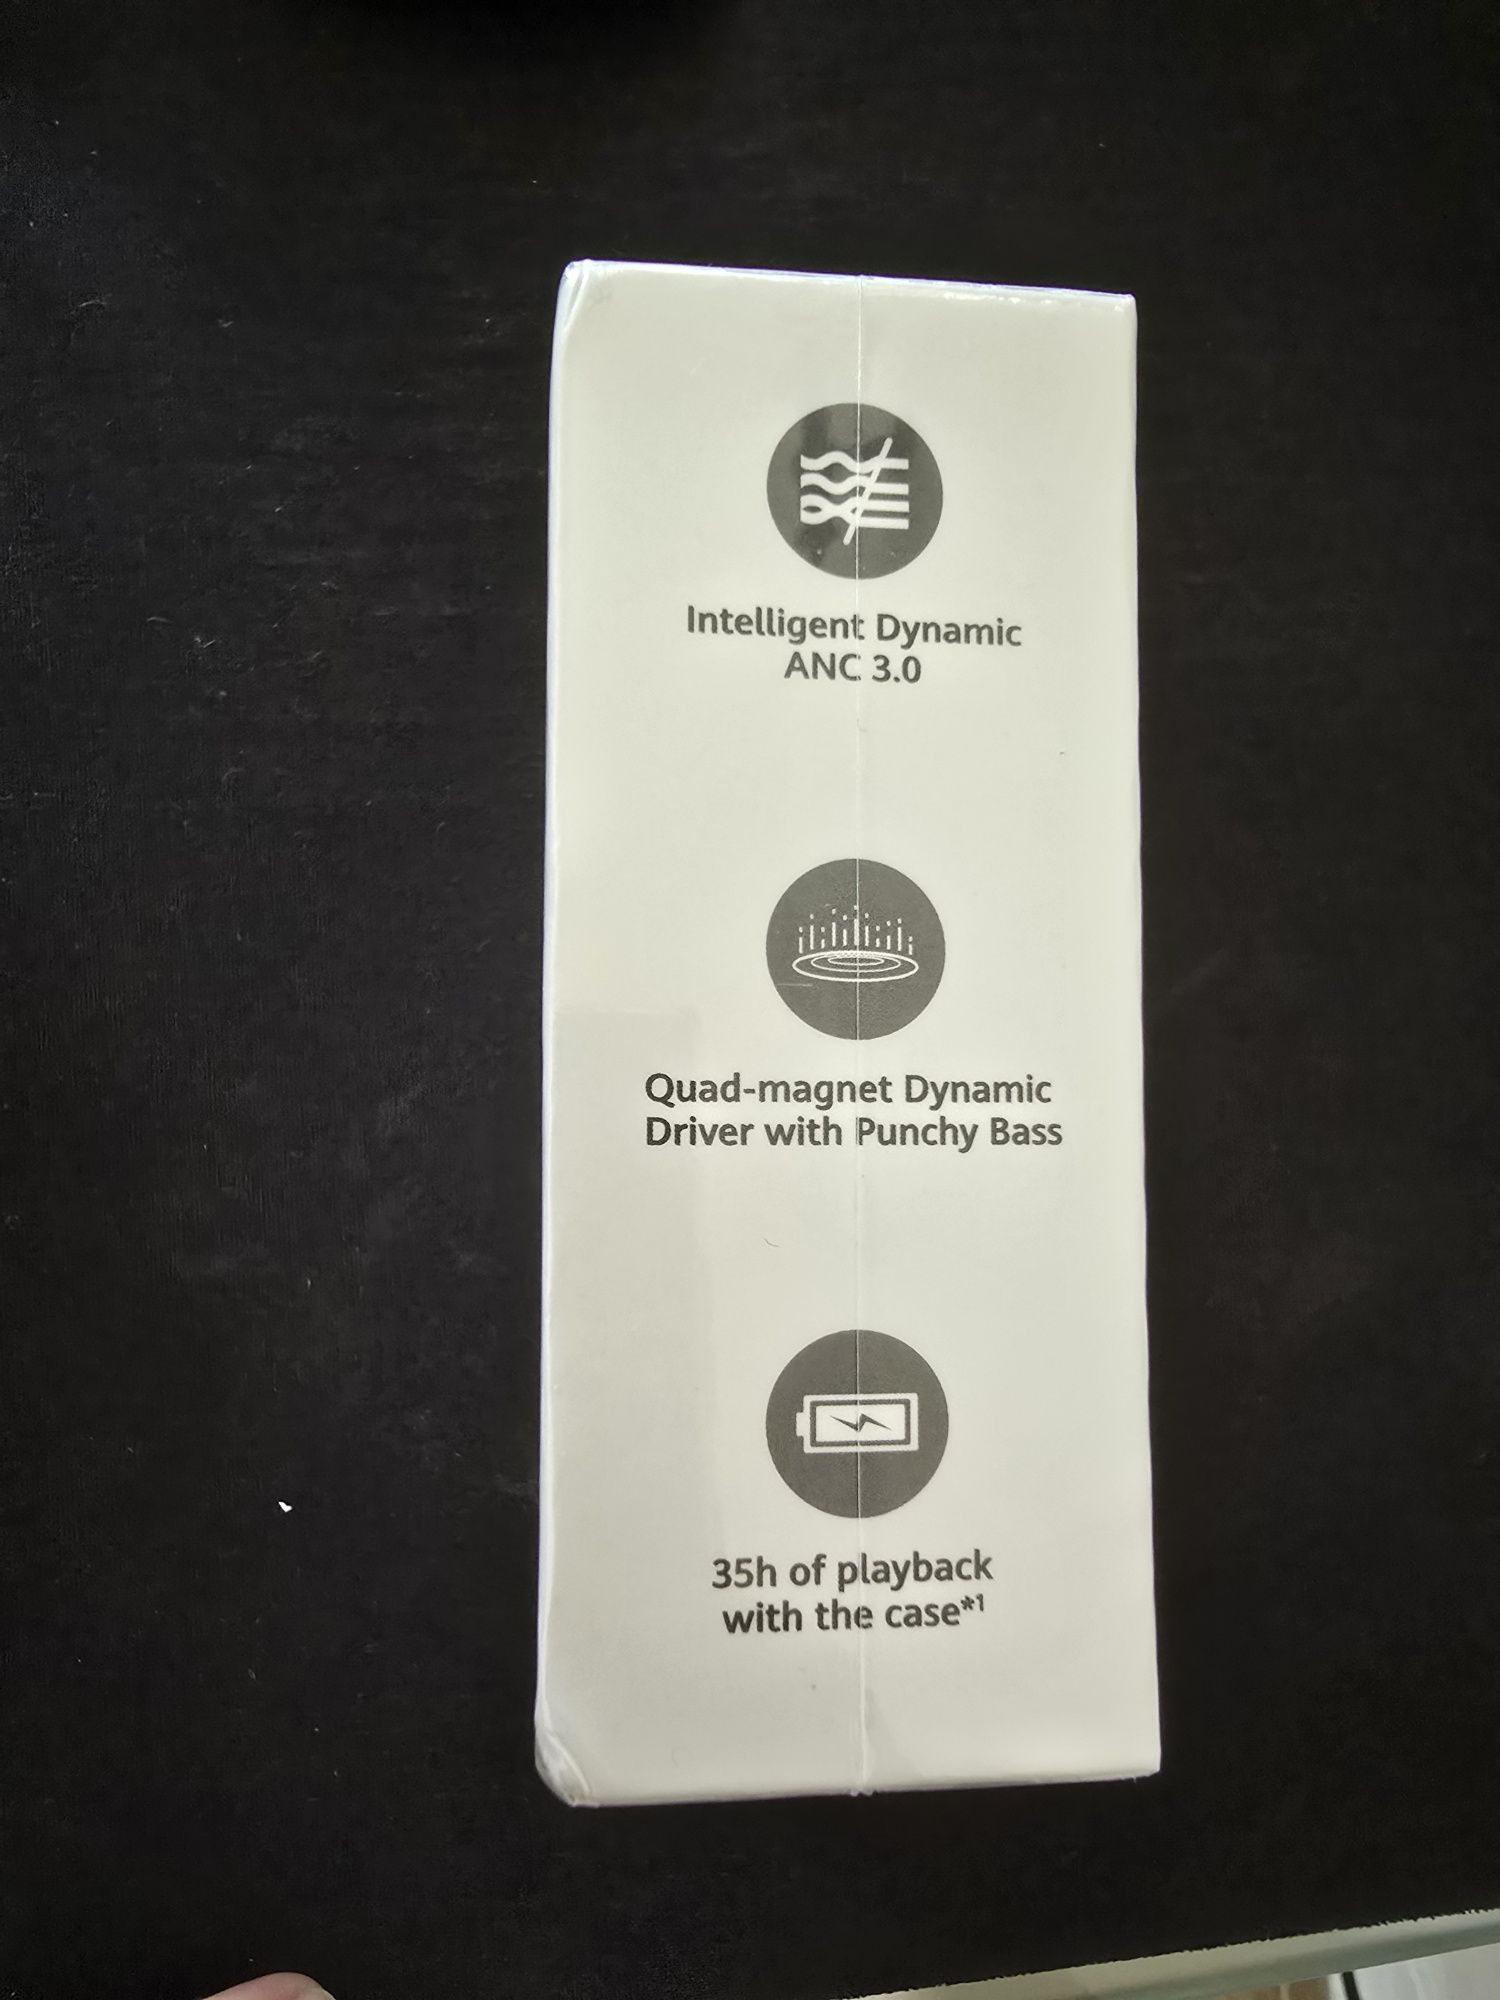 Intelligent Dynamic
ANC 3.0
Quad-magnet Dynamic
Driver with Punchy Bass
35h of playback
with the case*¹